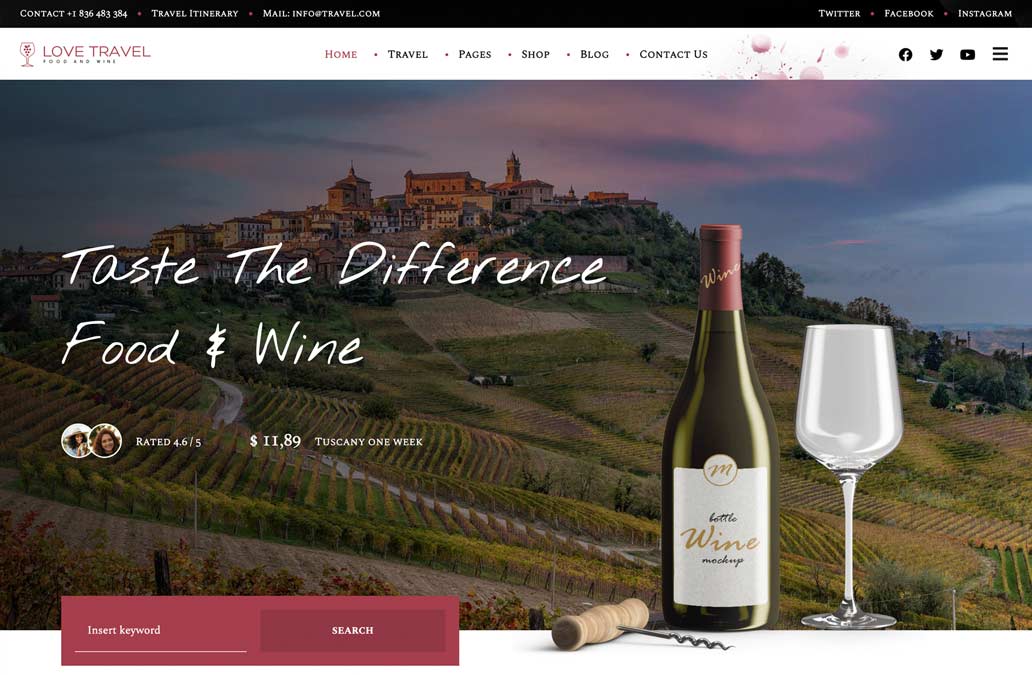 Contact +1 836 483 384 • Travel Itinerary • Mail: info@travel.com
Twitter • Facebook • Instagram
LOVE TRAVEL
FOOD AND WINE
Home • Travel • Pages • Shop • Blog • Contact Us
Taste The Difference
Food & Wine
Rated 4.6/5
$ 11,89
Tuscany one week
Wine
m
bottle
Wine
mockup
Insert keyword
SEARCH